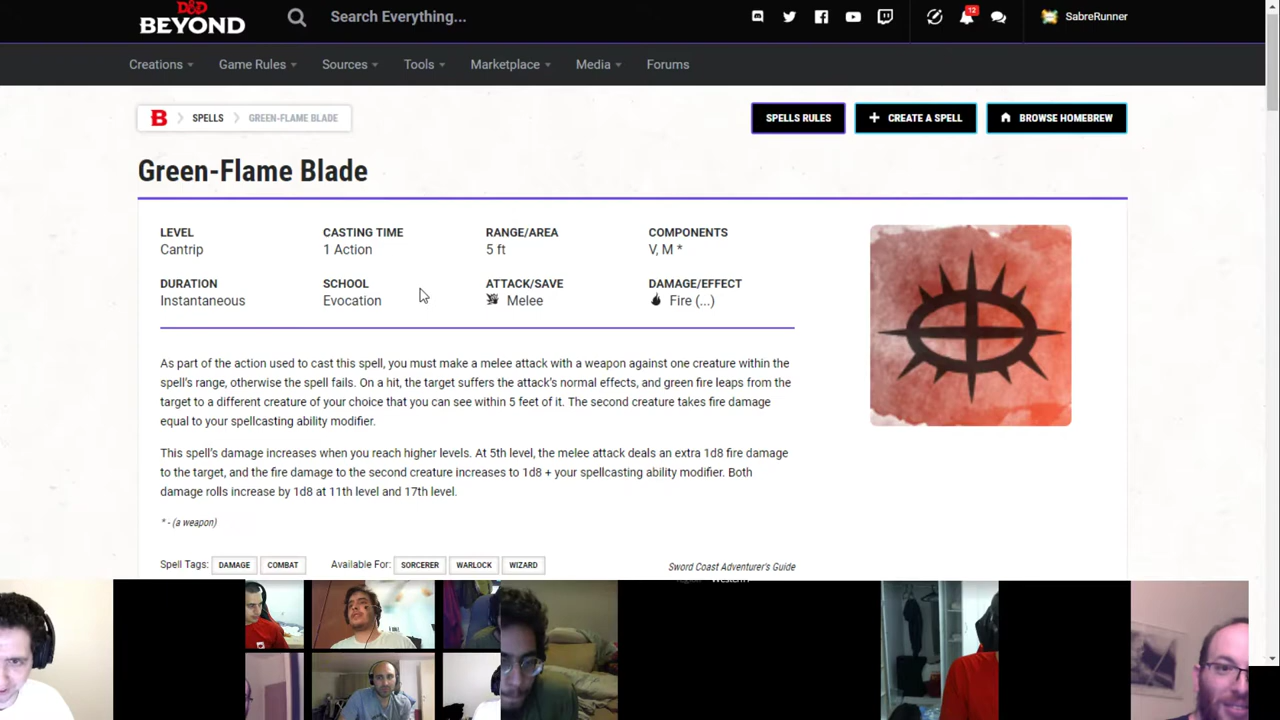 D&D
BEYOND
Search Everything...
12
SabreRunner
Creations
Game Rules
Sources
Tools
Marketplace
Media
Forums
B
SPELLS
GREEN-FLAME BLADE
SPELLS RULES
+ CREATE A SPELL
BROWSE HOMEBREW
Green-Flame Blade
LEVEL
Cantrip
CASTING TIME
1 Action
RANGE/AREA
5 ft
COMPONENTS
V, M *
DURATION
Instantaneous
SCHOOL
Evocation
ATTACK/SAVE
Melee
DAMAGE/EFFECT
Fire (...)
As part of the action used to cast this spell, you must make a melee attack with a weapon against one creature within the
spell's range, otherwise the spell fails. On a hit, the target suffers the attack's normal effects, and green fire leaps from the
target to a different creature of your choice that you can see within 5 feet of it. The second creature takes fire damage
equal to your spellcasting ability modifier.
This spell's damage increases when you reach higher levels. At 5th level, the melee attack deals an extra 1d8 fire damage
to the target, and the fire damage to the second creature increases to 1d8 + your spellcasting ability modifier. Both
damage rolls increase by 1d8 at 11th level and 17th level.
* - (a weapon)
Spell Tags: DAMAGE COMBAT
Available For: SORCERER WARLOCK WIZARD
Sword Coast Adventurer's Guide